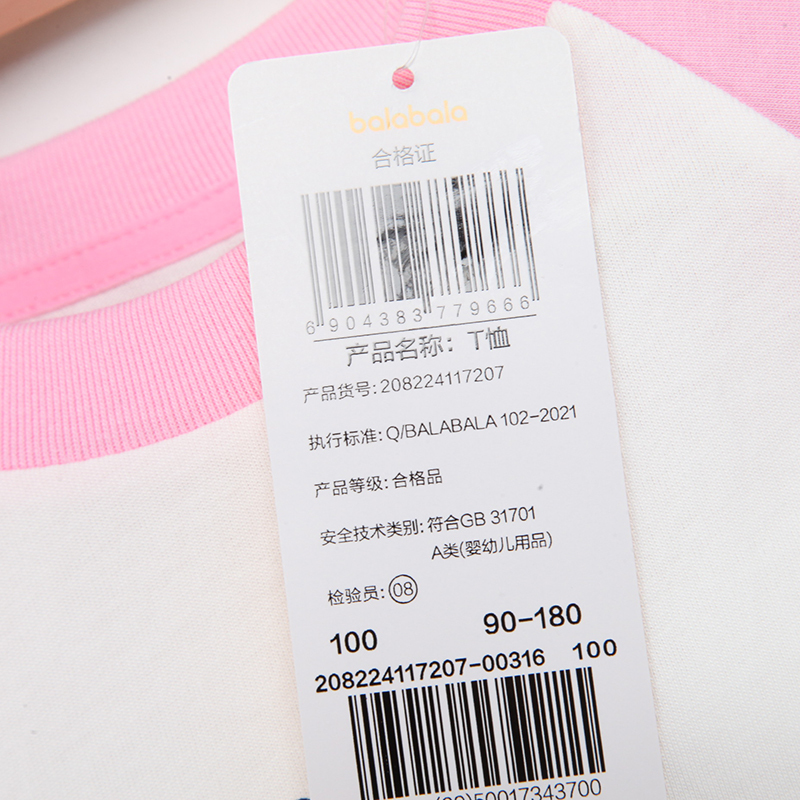 balabala
合格证
6 904383 779666
产品名称：T恤
产品货号:208224117207
执行标准: Q/BALABALA 102-2021
产品等级: 合格品
安全技术类别: 符合GB 31701
A类(婴幼儿用品)
检验员: 08
100 90-180
208224117207-00316 100
50017343700